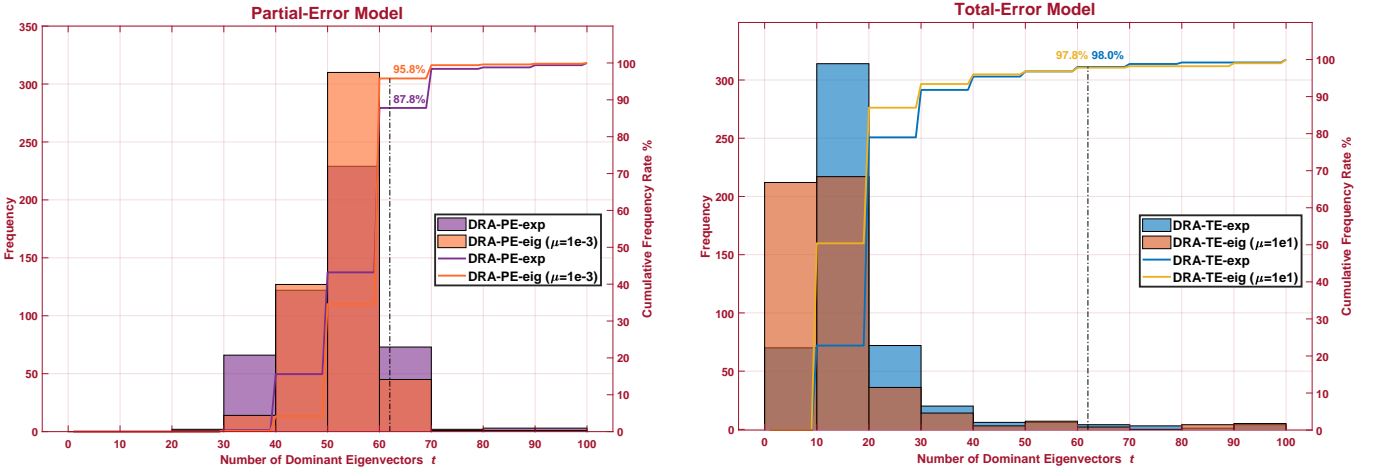 Partial-Error Model
350
300
250
200
150
100
50
0
Frequency
100
90
80
70
60
50
40
30
20
10
0
Cumulative Frequency Rate %
95.8%
87.8%
DRA-PE-exp
DRA-PE-eig (μ=1e-3)
DRA-PE-exp
DRA-PE-eig (μ=1e-3)
0 10 20 30 40 50 60 70 80 90 100
Number of Dominant Eigenvectors t
Total-Error Model
300
250
200
150
100
50
0
Frequency
100
90
80
70
60
50
40
30
20
10
0
Cumulative Frequency Rate %
97.8% 98.0%
DRA-TE-exp
DRA-TE-eig (μ=1e1)
DRA-TE-exp
DRA-TE-eig (μ=1e1)
0 10 20 30 40 50 60 70 80 90 100
Number of Dominant Eigenvectors t